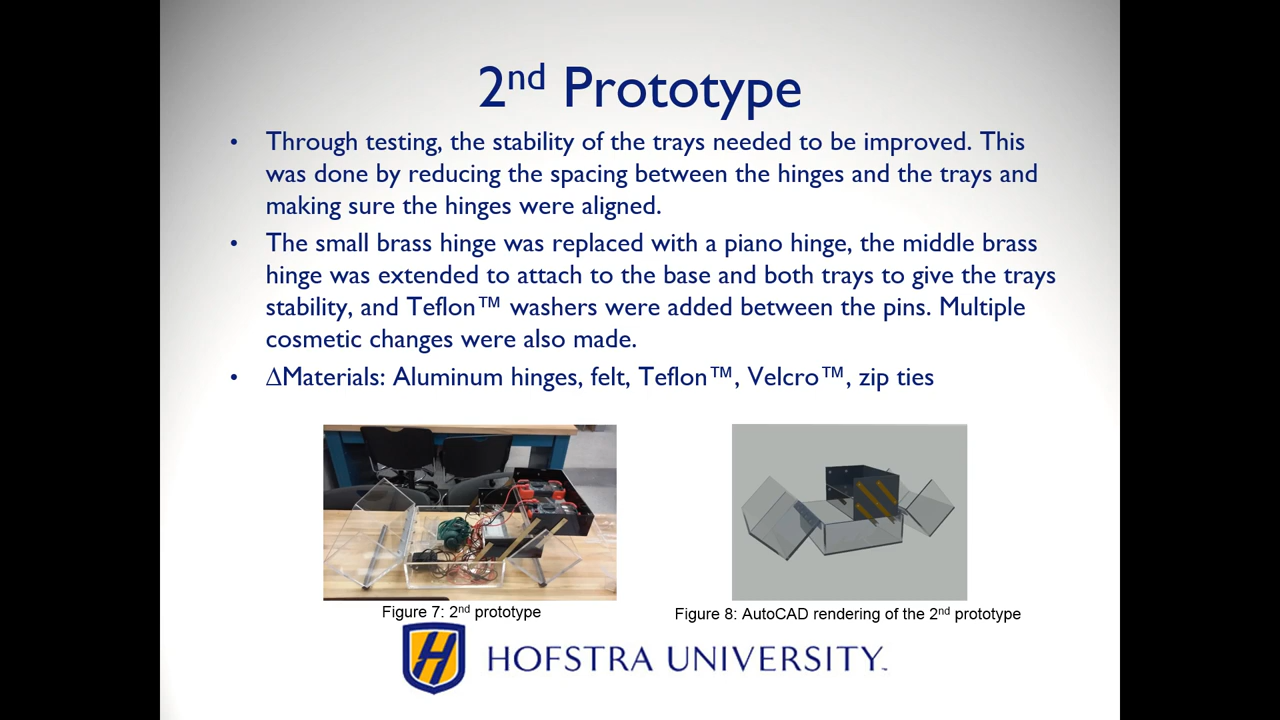 2nd Prototype
• Through testing, the stability of the trays needed to be improved. This
was done by reducing the spacing between the hinges and the trays and
making sure the hinges were aligned.
• The small brass hinge was replaced with a piano hinge, the middle brass
hinge was extended to attach to the base and both trays to give the trays
stability, and Teflon™ washers were added between the pins. Multiple
cosmetic changes were also made.
• ∆Materials: Aluminum hinges, felt, Teflon™, Velcro™, zip ties
Figure 7: 2nd prototype
Figure 8: AutoCAD rendering of the 2nd prototype
H HOFSTRA UNIVERSITY™